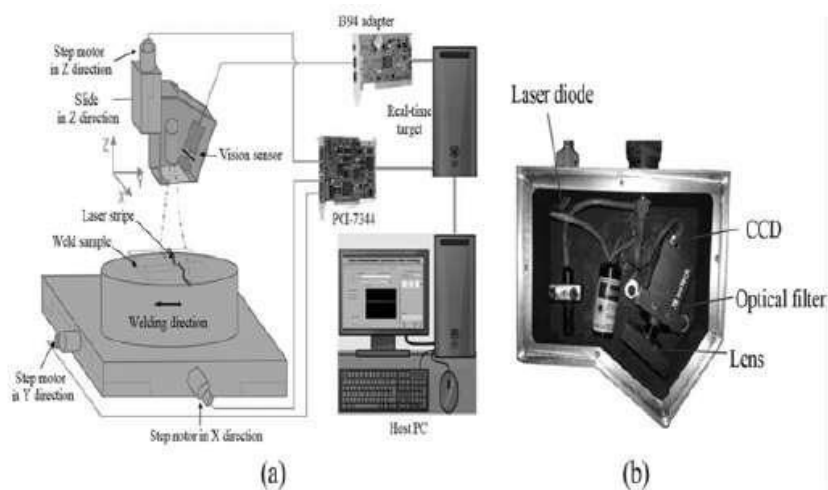 1394 adapter
Step motor
in Z direction
Slide
in Z direction
Real-time
target
Z
Y
X
Vision sensor
PCI-7344
Laser stripe
Weld sample
Welding direction
Step motor
in Y direction
Step motor in X direction
Host PC
(a)
Laser diode
CCD
Optical filter
Lens
(b)